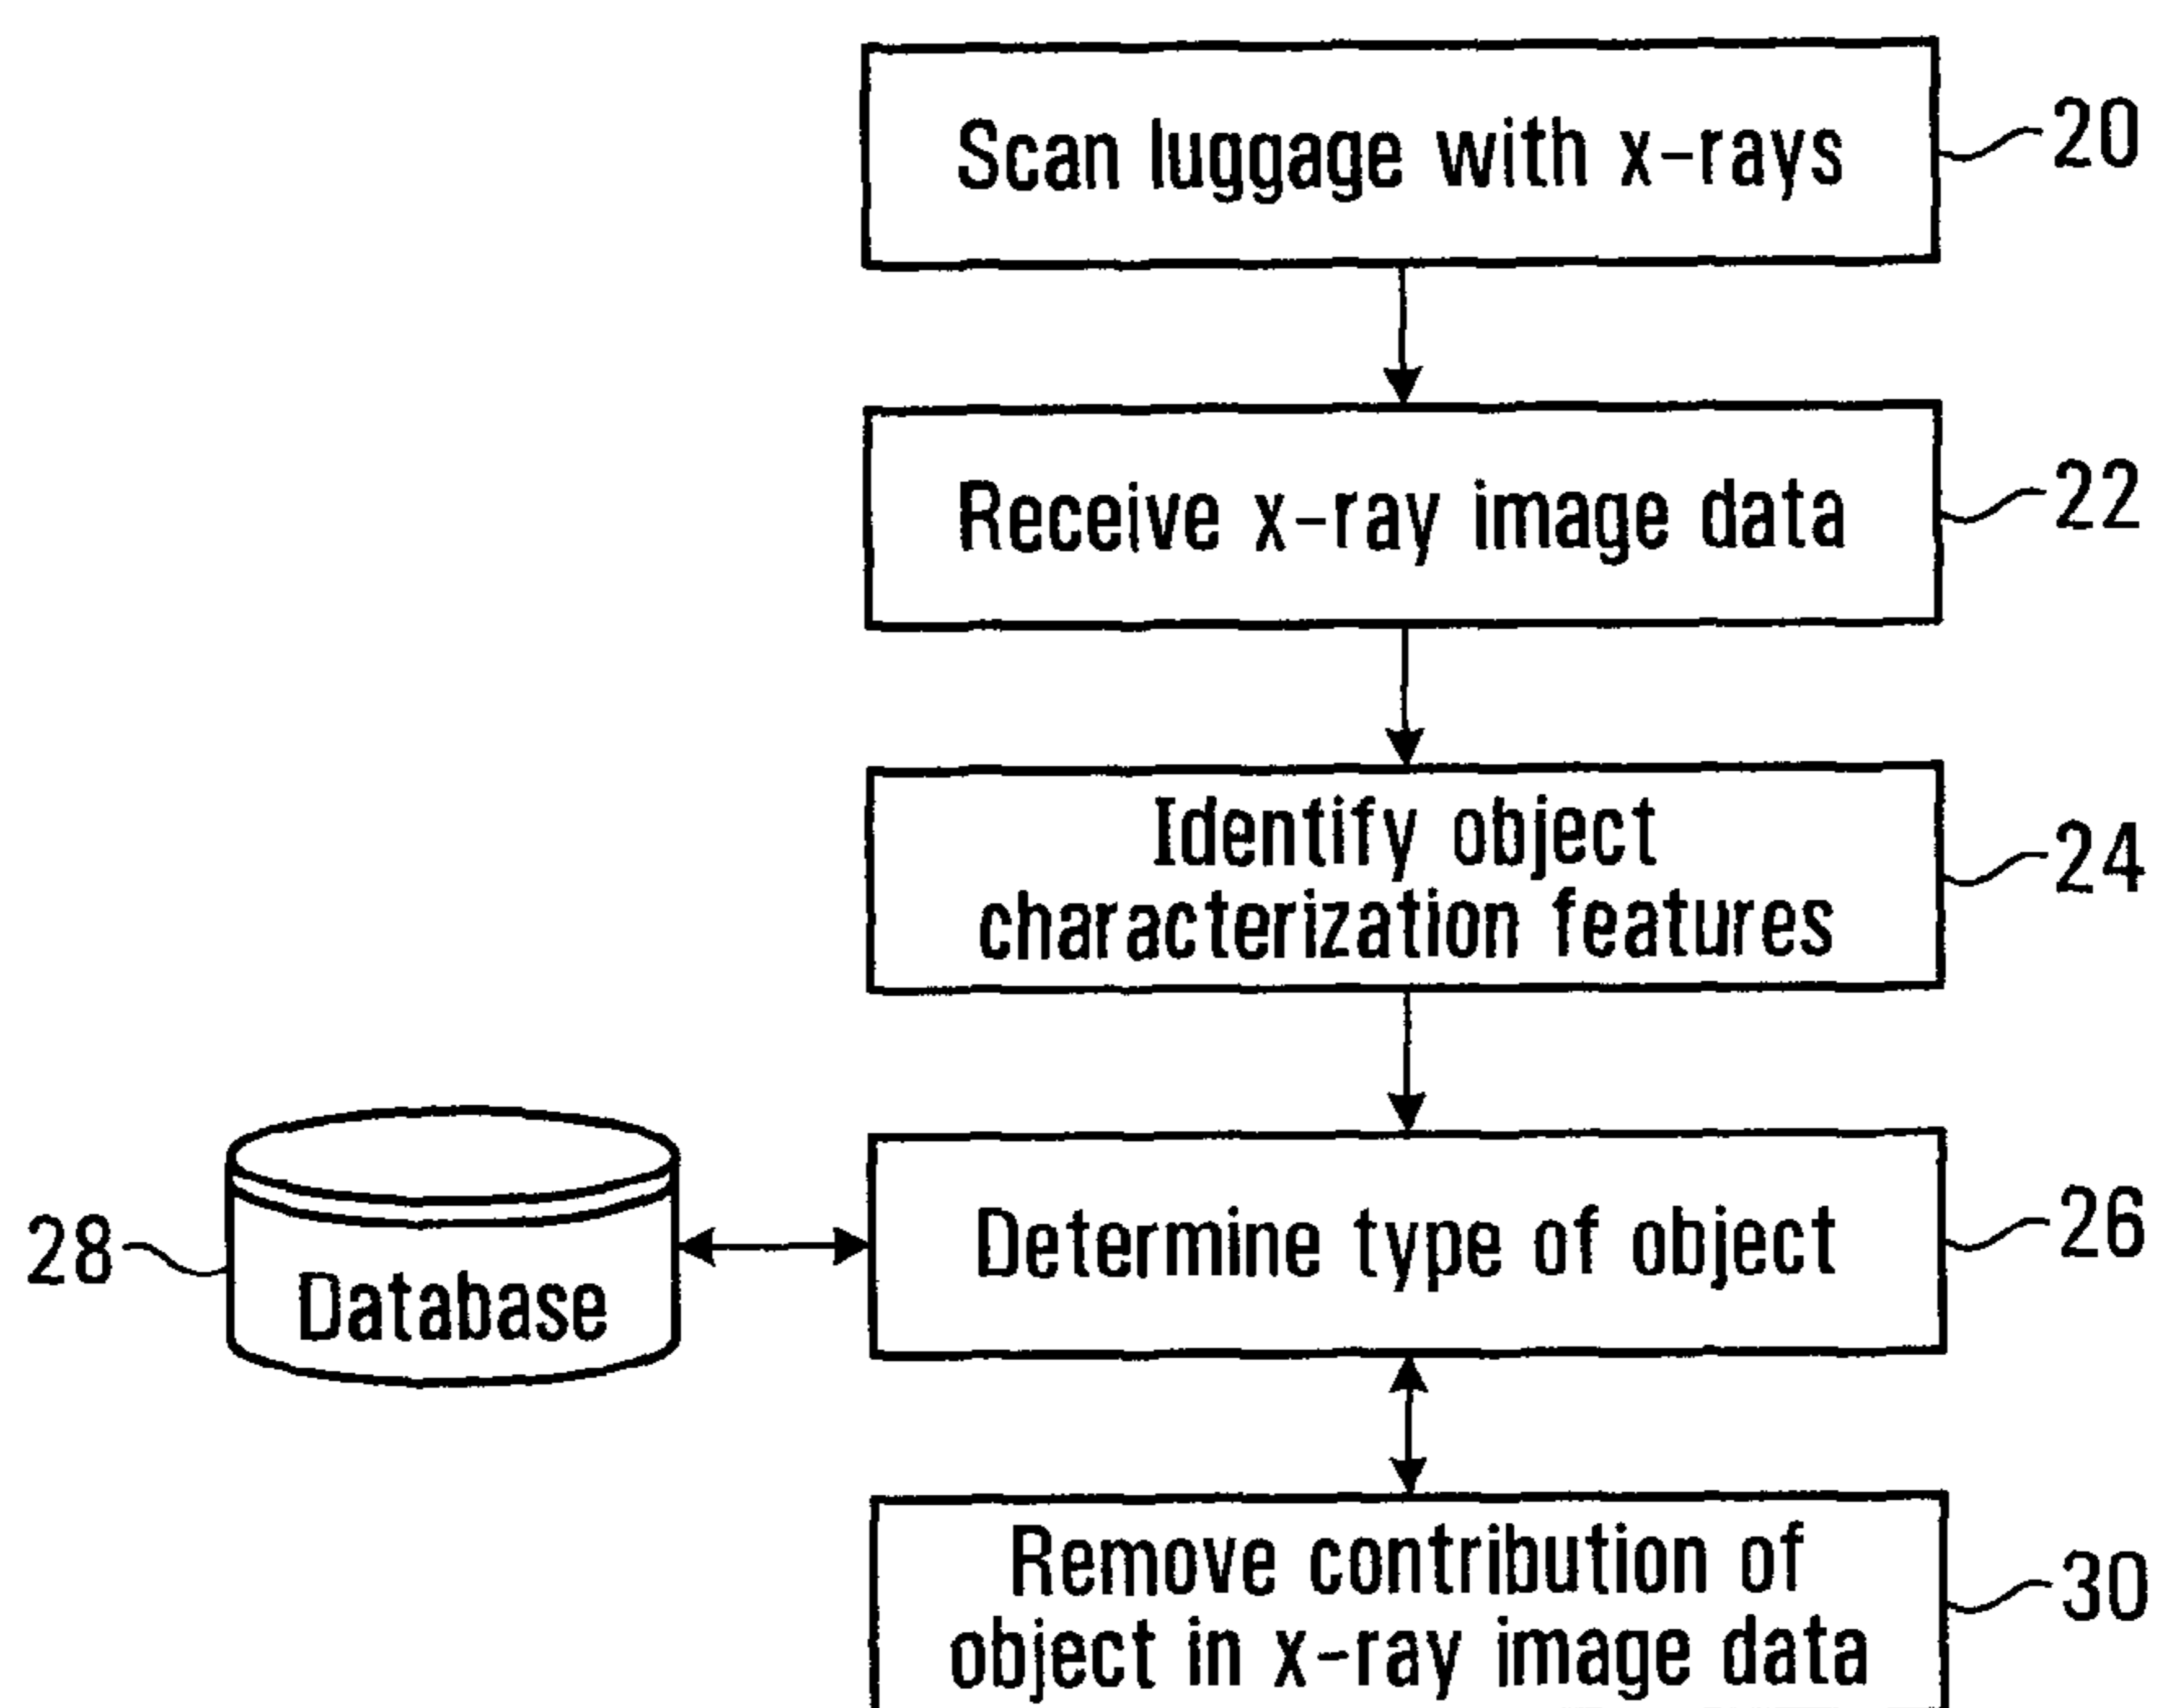 Scan luggage with x-rays
20
Receive x-ray image data
22
Identify object
characterization features
24
Determine type of object
26
28
Database
Remove contribution of
object in x-ray image data
30